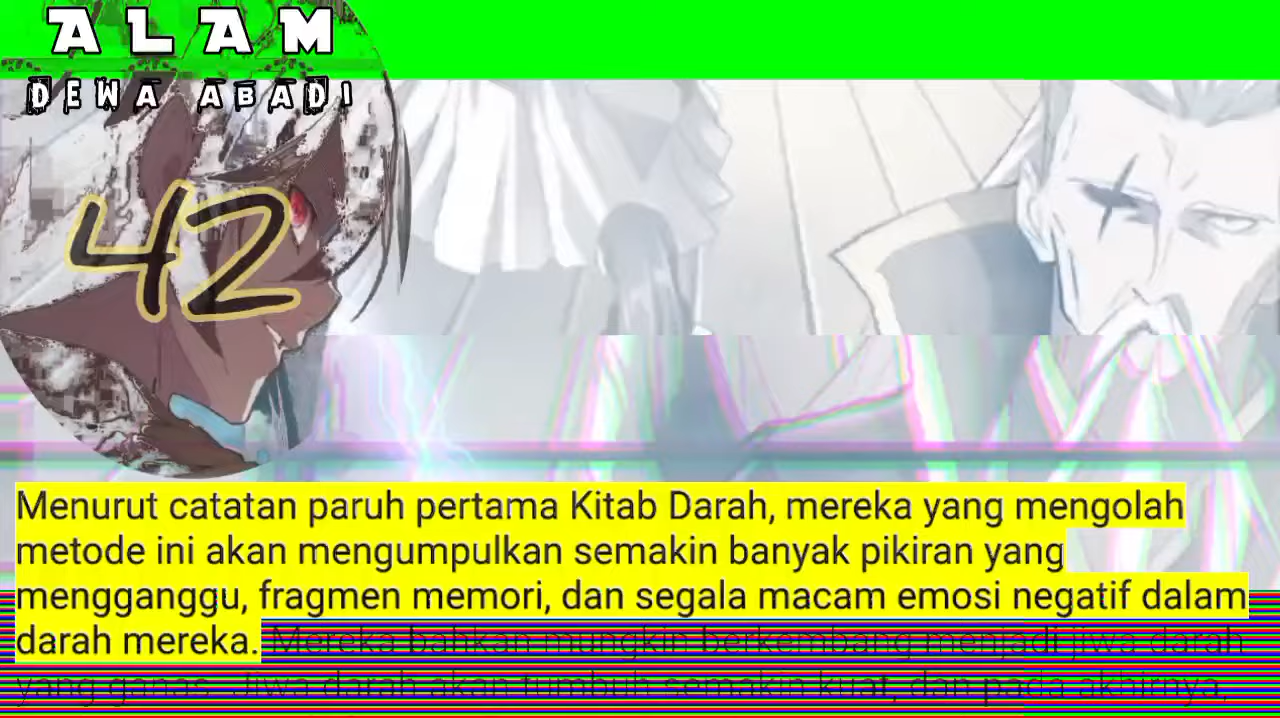 ALAM
DEWA ABADI
42
Menurut catatan paruh pertama Kitab Darah, mereka yang mengolah
metode ini akan mengumpulkan semakin banyak pikiran yang
mengganggu, fragmen memori, dan segala macam emosi negatif dalam
darah mereka. Mereka bahkan mungkin berkembang menjadi jiwa darah
yang ganas. Jiwa darah akan tumbuh semakin kuat, dan pada akhirnya,